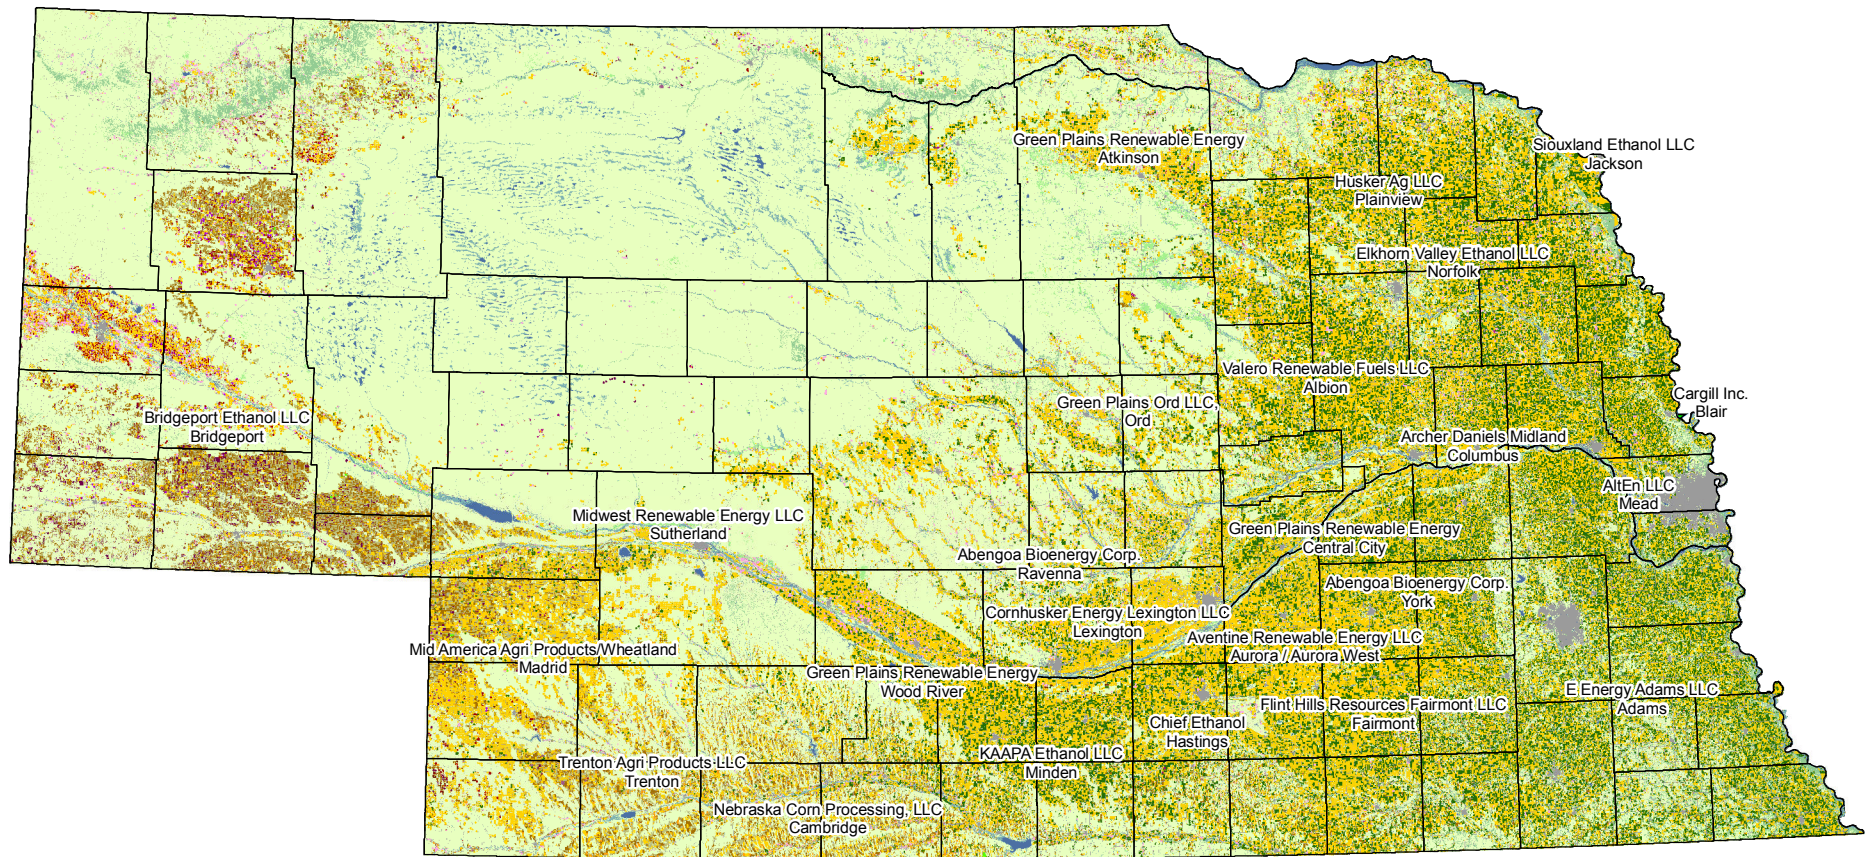 Green Plains Renewable Energy
Atkinson
Siouxland Ethanol LLC
Jackson
Husker Ag LLC
Plainview
Elkhorn Valley Ethanol LLC
Norfolk
Valero Renewable Fuels LLC
Albion
Cargill Inc.
Blair
Green Plains Ord LLC,
Ord
Bridgeport Ethanol LLC
Bridgeport
Archer Daniels Midland
Columbus
AltEn LLC
Mead
Midwest Renewable Energy LLC
Sutherland
Green Plains Renewable Energy
Central City
Abengoa Bioenergy Corp.
Ravenna
Abengoa Bioenergy Corp.
York
Cornhusker Energy Lexington LLC
Lexington
Aventine Renewable Energy LLC
Aurora / Aurora West
Mid America Agri Products/Wheatland
Madrid
Green Plains Renewable Energy
Wood River
E Energy Adams LLC
Adams
Flint Hills Resources Fairmont LLC
Fairmont
Chief Ethanol
Hastings
KAAPA Ethanol LLC
Minden
Trenton Agri Products LLC
Trenton
Nebraska Corn Processing, LLC
Cambridge